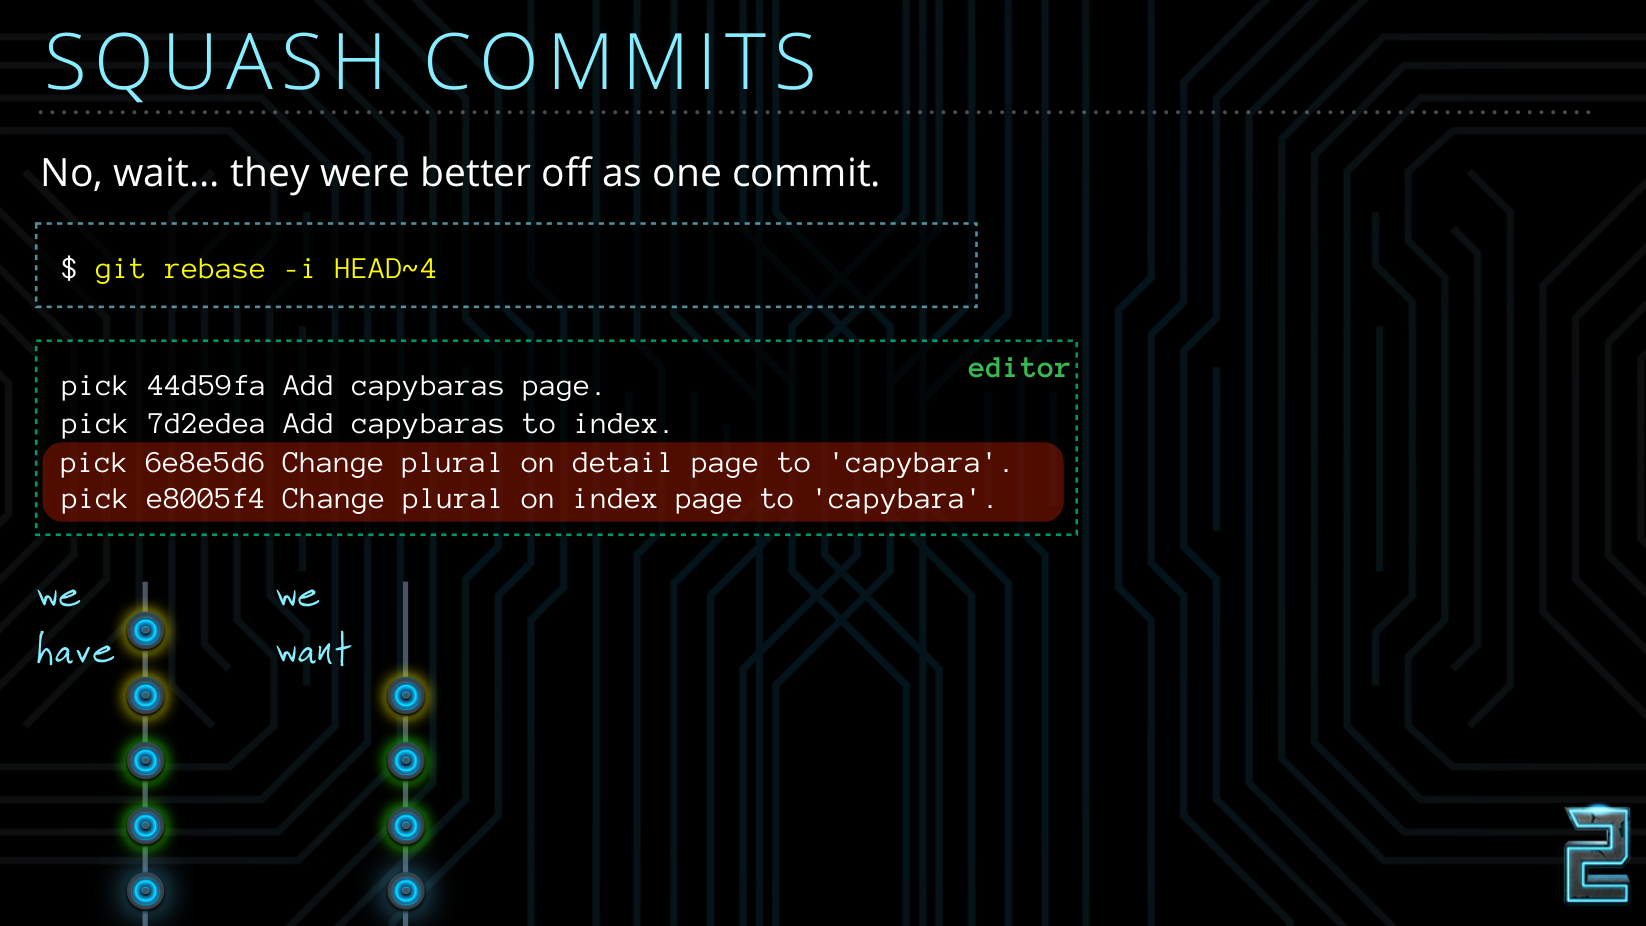 SQUASH COMMITS
No, wait... they were better off as one commit.
$ git rebase -i HEAD~4
editor
pick 44d59fa Add capybaras page.
pick 7d2edea Add capybaras to index.
pick 6e8e5d6 Change plural on detail page to 'capybara'.
pick e8005f4 Change plural on index page to 'capybara'.
we
have
we
want
2